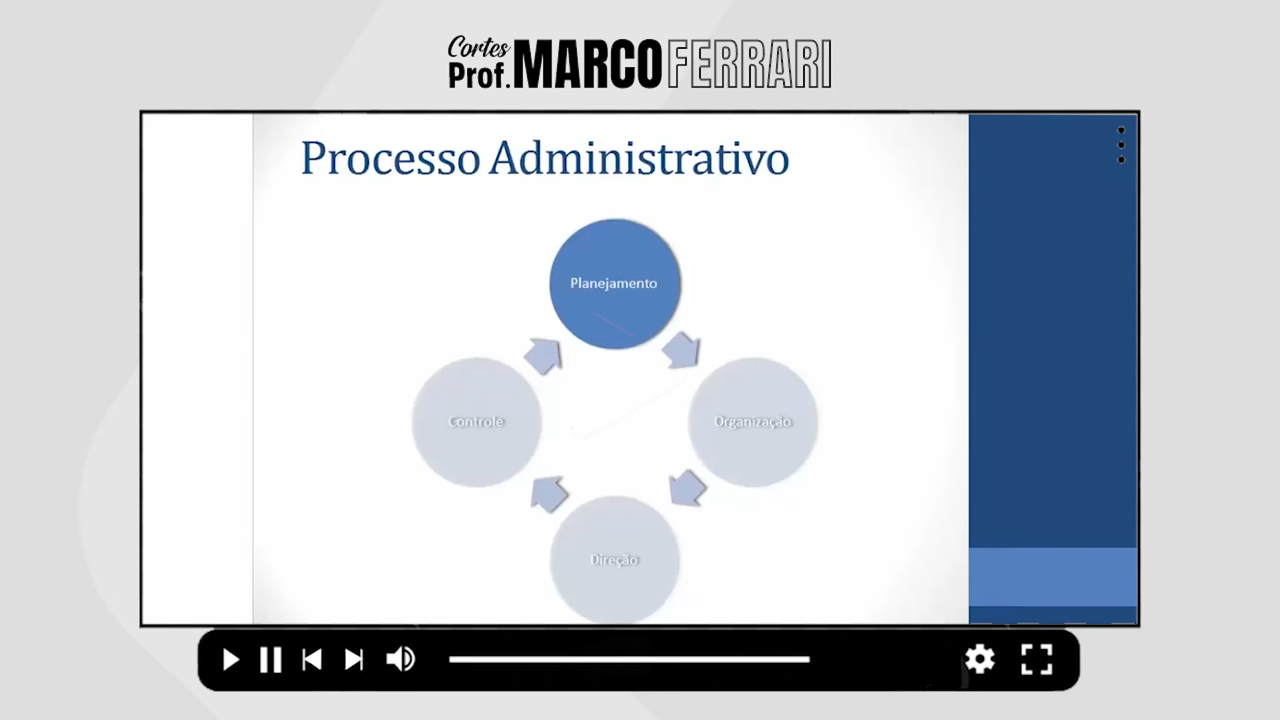 Cortes
Prof. MARCO FERRARI
Processo Administrativo
Planejamento
Controle
Organização
Direção